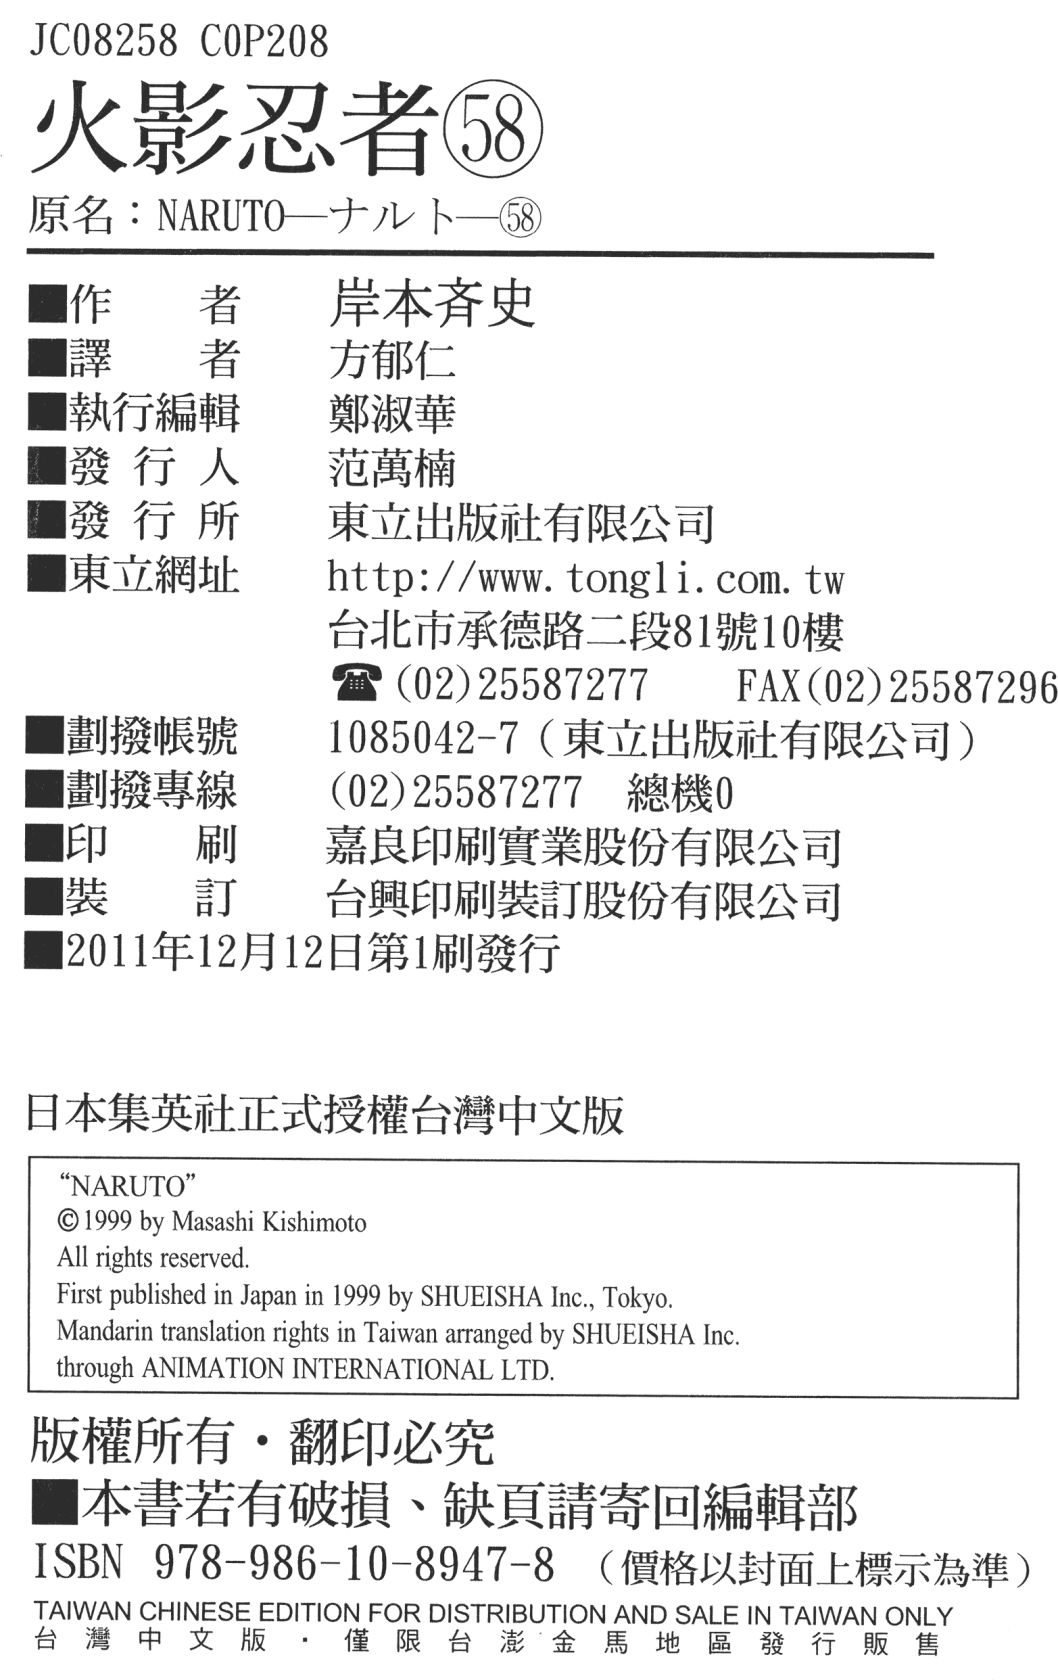 JC08258 C0P208
火影忍者58
原名：NARUTO—ナルト—58
■作者 岸本斉史
■譯者 方郁仁
■執行編輯 鄭淑華
■發行人 范萬楠
■發行所 東立出版社有限公司
■東立網址 http://www.tongli.com.tw
台北市承德路二段81號10樓
☎(02)25587277 FAX(02)25587296
■劃撥帳號 1085042-7（東立出版社有限公司）
■劃撥專線 (02)25587277 總機0
■印刷 嘉良印刷實業股份有限公司
■裝訂 台興印刷裝訂股份有限公司
■2011年12月12日第1刷發行
日本集英社正式授權台灣中文版
“NARUTO”
©1999 by Masashi Kishimoto
All rights reserved.
First published in Japan in 1999 by SHUEISHA Inc., Tokyo.
Mandarin translation rights in Taiwan arranged by SHUEISHA Inc.
through ANIMATION INTERNATIONAL LTD.
版權所有・翻印必究
■本書若有破損、缺頁請寄回編輯部
ISBN 978-986-10-8947-8 （價格以封面上標示為準）
TAIWAN CHINESE EDITION FOR DISTRIBUTION AND SALE IN TAIWAN ONLY
台灣中文版・僅限台澎金馬地區發行販售